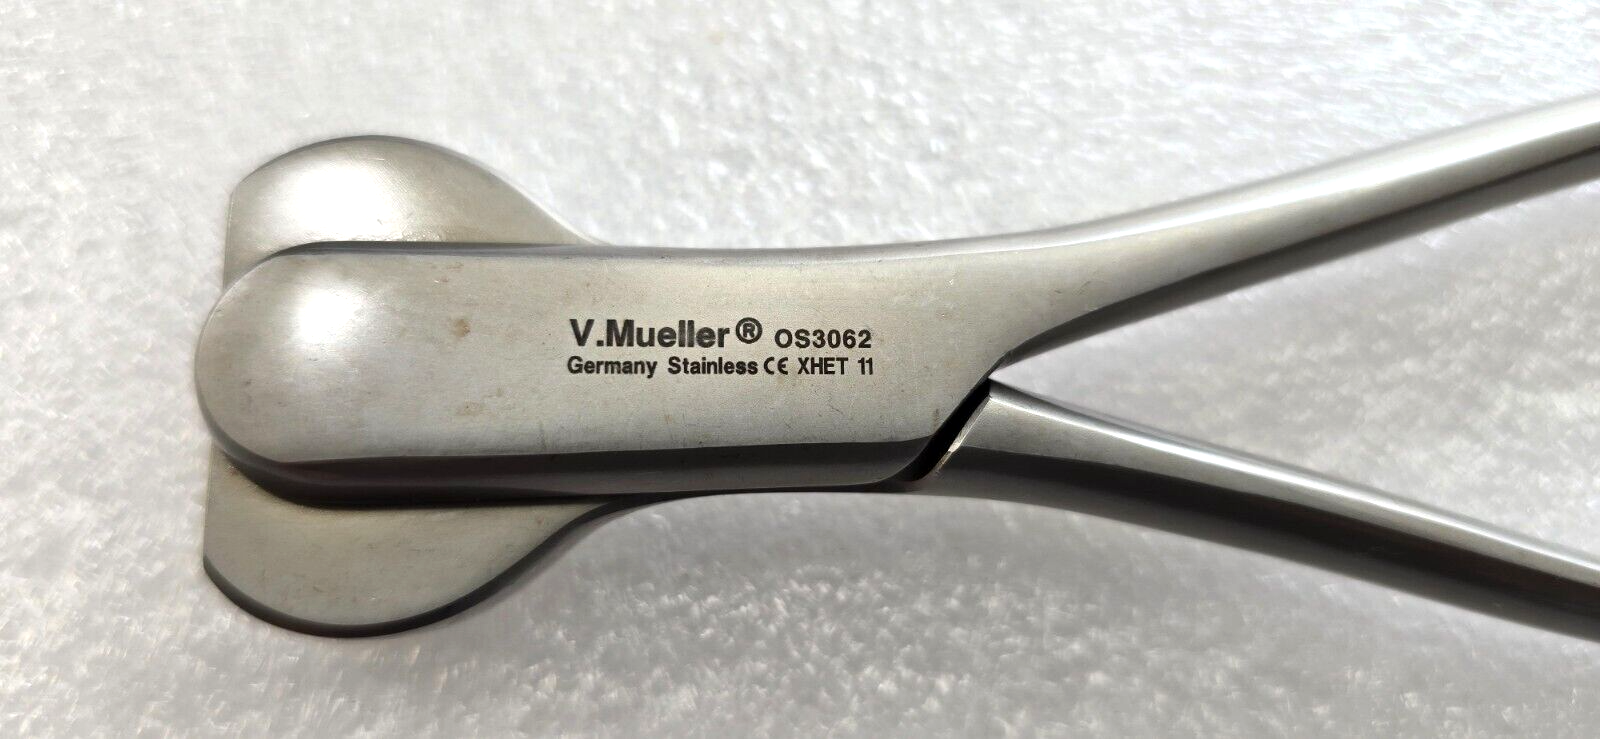 V.Mueller® OS3062
Germany Stainless CE XHET 11